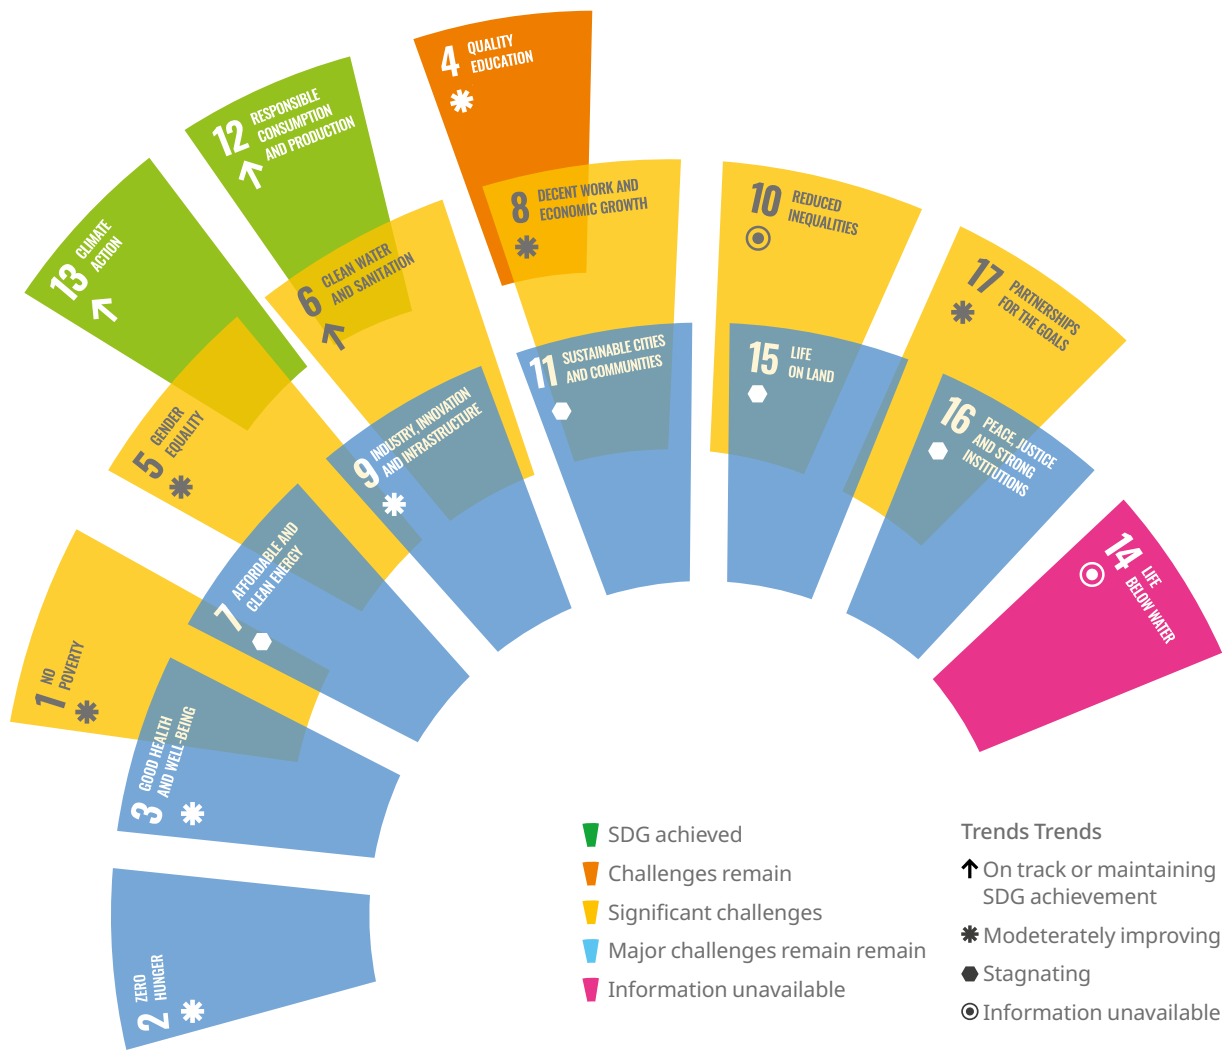 4
QUALITY
EDUCATION
12
RESPONSIBLE
CONSUMPTION
AND PRODUCTION
13
CLIMATE
ACTION
8
DECENT WORK AND
ECONOMIC GROWTH
10
REDUCED
INEQUALITIES
6
CLEAN WATER
AND SANITATION
17
PARTNERSHIPS
FOR THE GOALS
5
GENDER
EQUALITY
1
NO
POVERTY
11
SUSTAINABLE CITIES
AND COMMUNITIES
15
LIFE
ON LAND
9
INDUSTRY, INNOVATION
AND INFRASTRUCTURE
16
PEACE, JUSTICE
AND STRONG
INSTITUTIONS
7
AFFORDABLE AND
CLEAN ENERGY
14
LIFE
BELOW WATER
3
GOOD HEALTH
AND WELL-BEING
2
ZERO
HUNGER
SDG achieved
Challenges remain
Significant challenges
Major challenges remain remain
Information unavailable
Trends Trends
On track or maintaining
SDG achievement
Modeterately improving
Stagnating
Information unavailable